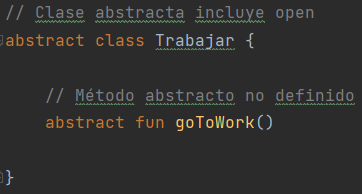 // Clase abstracta incluye open
abstract class Trabajar {
// Método abstracto no definido
abstract fun goToWork()
}